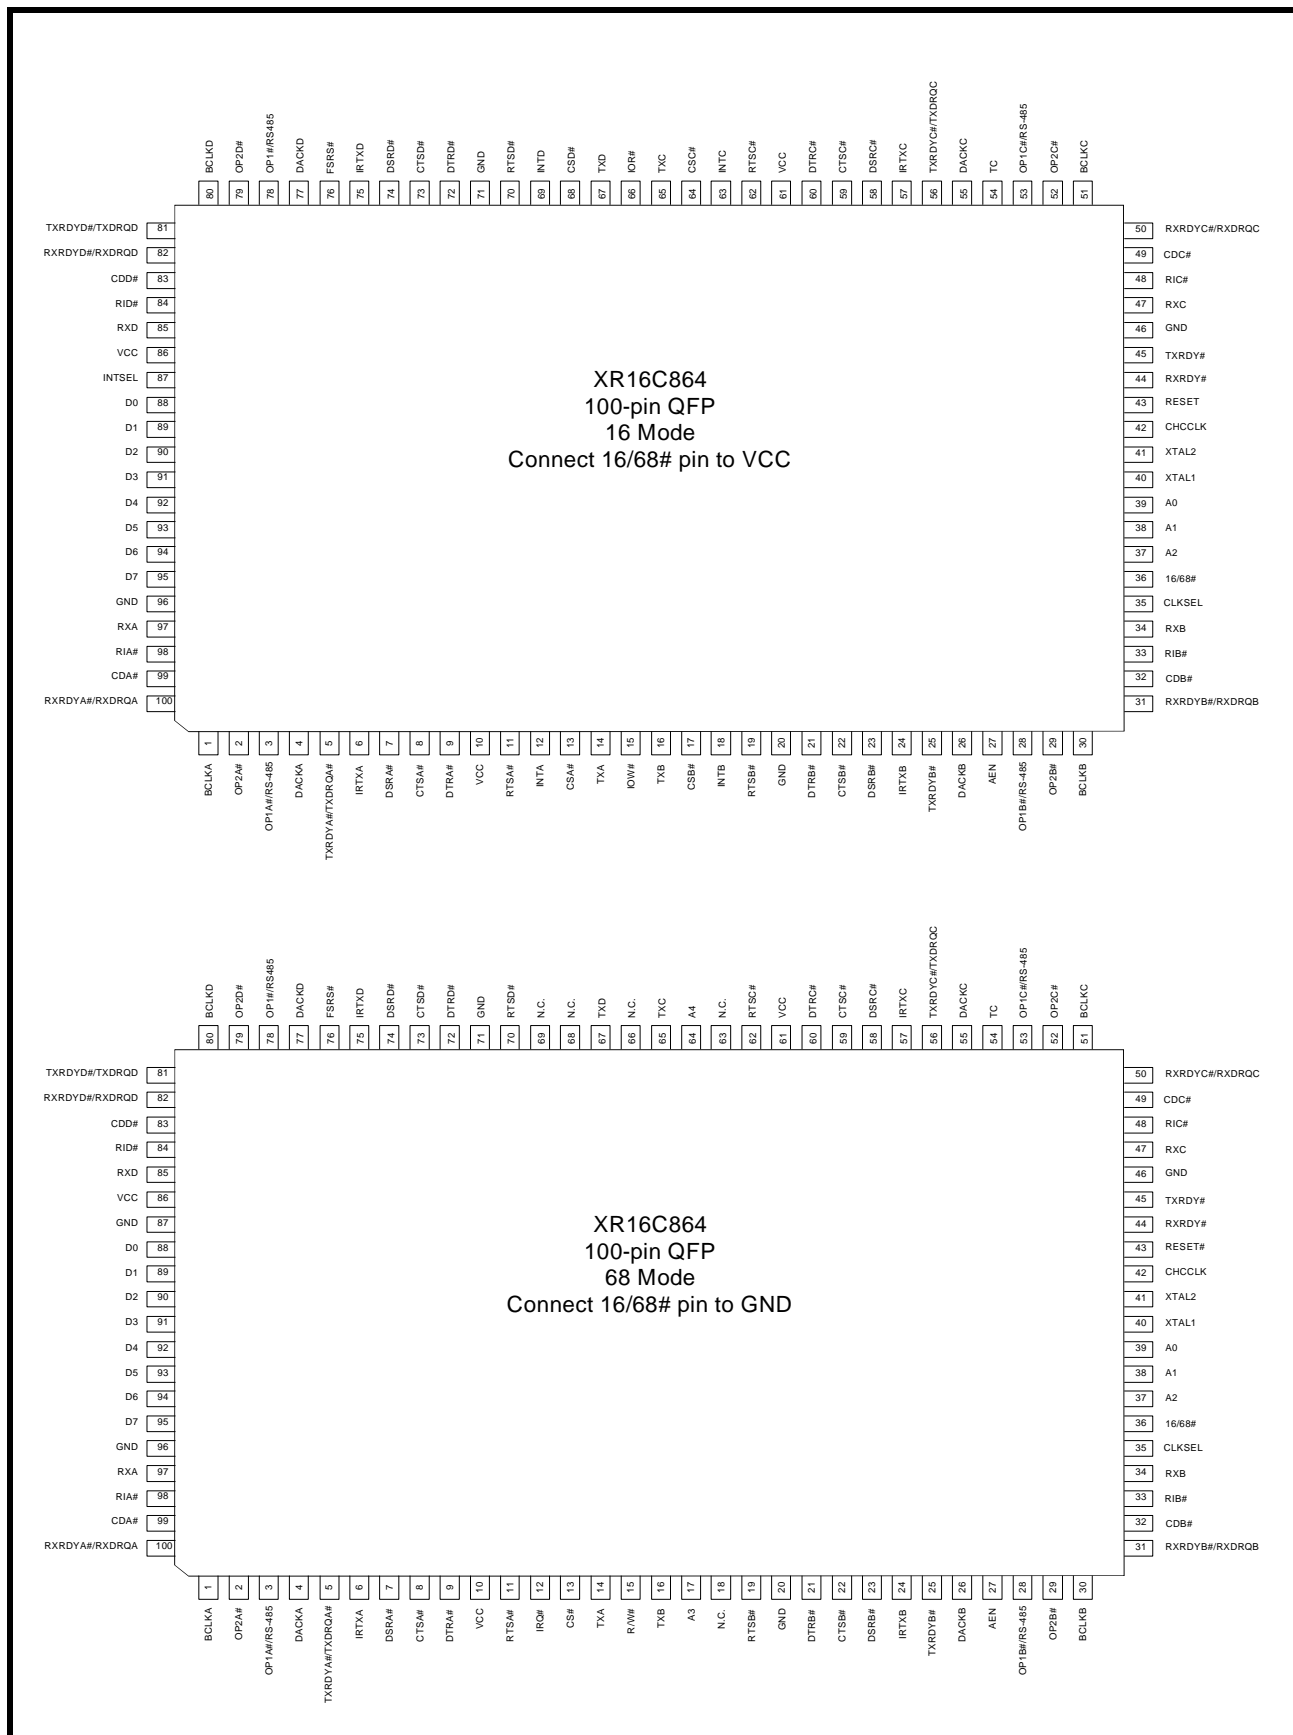 BCLKD
OP2D#
OP1#/RS485
DACKD
FSRS#
IRTXD
DSRD#
CTSD#
DTRD#
GND
RTSD#
INTD
CSD#
TXD
IOR#
TXC
CSC#
INTC
RTSC#
VCC
DTRC#
CTSC#
DSRC#
IRTXC
TXRDYC#/TXDRQC
DACKC
TC
OP1C#/RS-485
OP2C#
BCLKC
80 79 78 77 76 75 74 73 72 71 70 69 68 67 66 65 64 63 62 61 60 59 58 57 56 55 54 53 52 51
TXRDYD#/TXDRQD 81
RXRDYD#/RXDRQD 82
CDD# 83
RID# 84
RXD 85
VCC 86
INTSEL 87
D0 88
D1 89
D2 90
D3 91
D4 92
D5 93
D6 94
D7 95
GND 96
RXA 97
RIA# 98
CDA# 99
RXRDYA#/RXDRQA 100
XR16C864
100-pin QFP
16 Mode
Connect 16/68# pin to VCC
50 RXRDYC#/RXDRQC
49 CDC#
48 RIC#
47 RXC
46 GND
45 TXRDY#
44 RXRDY#
43 RESET
42 CHCCLK
41 XTAL2
40 XTAL1
39 A0
38 A1
37 A2
36 16/68#
35 CLKSEL
34 RXB
33 RIB#
32 CDB#
31 RXRDYB#/RXDRQB
1 2 3 4 5 6 7 8 9 10 11 12 13 14 15 16 17 18 19 20 21 22 23 24 25 26 27 28 29 30
BCLKA
OP2A#
OP1A#/RS-485
DACKA
TXRDYA#/TXDRQA#
IRTXA
DSRA#
CTSA#
DTRA#
VCC
RTSA#
INTA
CSA#
TXA
IOW#
TXB
CSB#
INTB
RTSB#
GND
DTRB#
CTSB#
DSRB#
IRTXB
TXRDYB#
DACKB
AEN
OP1B#/RS-485
OP2B#
BCLKB
BCLKD
OP2D#
OP1#/RS485
DACKD
FSRS#
IRTXD
DSRD#
CTSD#
DTRD#
GND
RTSD#
N.C.
N.C.
TXD
N.C.
TXC
A4
N.C.
RTSC#
VCC
DTRC#
CTSC#
DSRC#
IRTXC
TXRDYC#/TXDRQC
DACKC
TC
OP1C#/RS-485
OP2C#
BCLKC
80 79 78 77 76 75 74 73 72 71 70 69 68 67 66 65 64 63 62 61 60 59 58 57 56 55 54 53 52 51
TXRDYD#/TXDRQD 81
RXRDYD#/RXDRQD 82
CDD# 83
RID# 84
RXD 85
VCC 86
GND 87
D0 88
D1 89
D2 90
D3 91
D4 92
D5 93
D6 94
D7 95
GND 96
RXA 97
RIA# 98
CDA# 99
RXRDYA#/RXDRQA 100
XR16C864
100-pin QFP
68 Mode
Connect 16/68# pin to GND
50 RXRDYC#/RXDRQC
49 CDC#
48 RIC#
47 RXC
46 GND
45 TXRDY#
44 RXRDY#
43 RESET#
42 CHCCLK
41 XTAL2
40 XTAL1
39 A0
38 A1
37 A2
36 16/68#
35 CLKSEL
34 RXB
33 RIB#
32 CDB#
31 RXRDYB#/RXDRQB
1 2 3 4 5 6 7 8 9 10 11 12 13 14 15 16 17 18 19 20 21 22 23 24 25 26 27 28 29 30
BCLKA
OP2A#
OP1A#/RS-485
DACKA
TXRDYA#/TXDRQA#
IRTXA
DSRA#
CTSA#
DTRA#
VCC
RTSA#
IRQ#
CS#
TXA
R/W#
TXB
A3
N.C.
RTSB#
GND
DTRB#
CTSB#
DSRB#
IRTXB
TXRDYB#
DACKB
AEN
OP1B#/RS-485
OP2B#
BCLKB